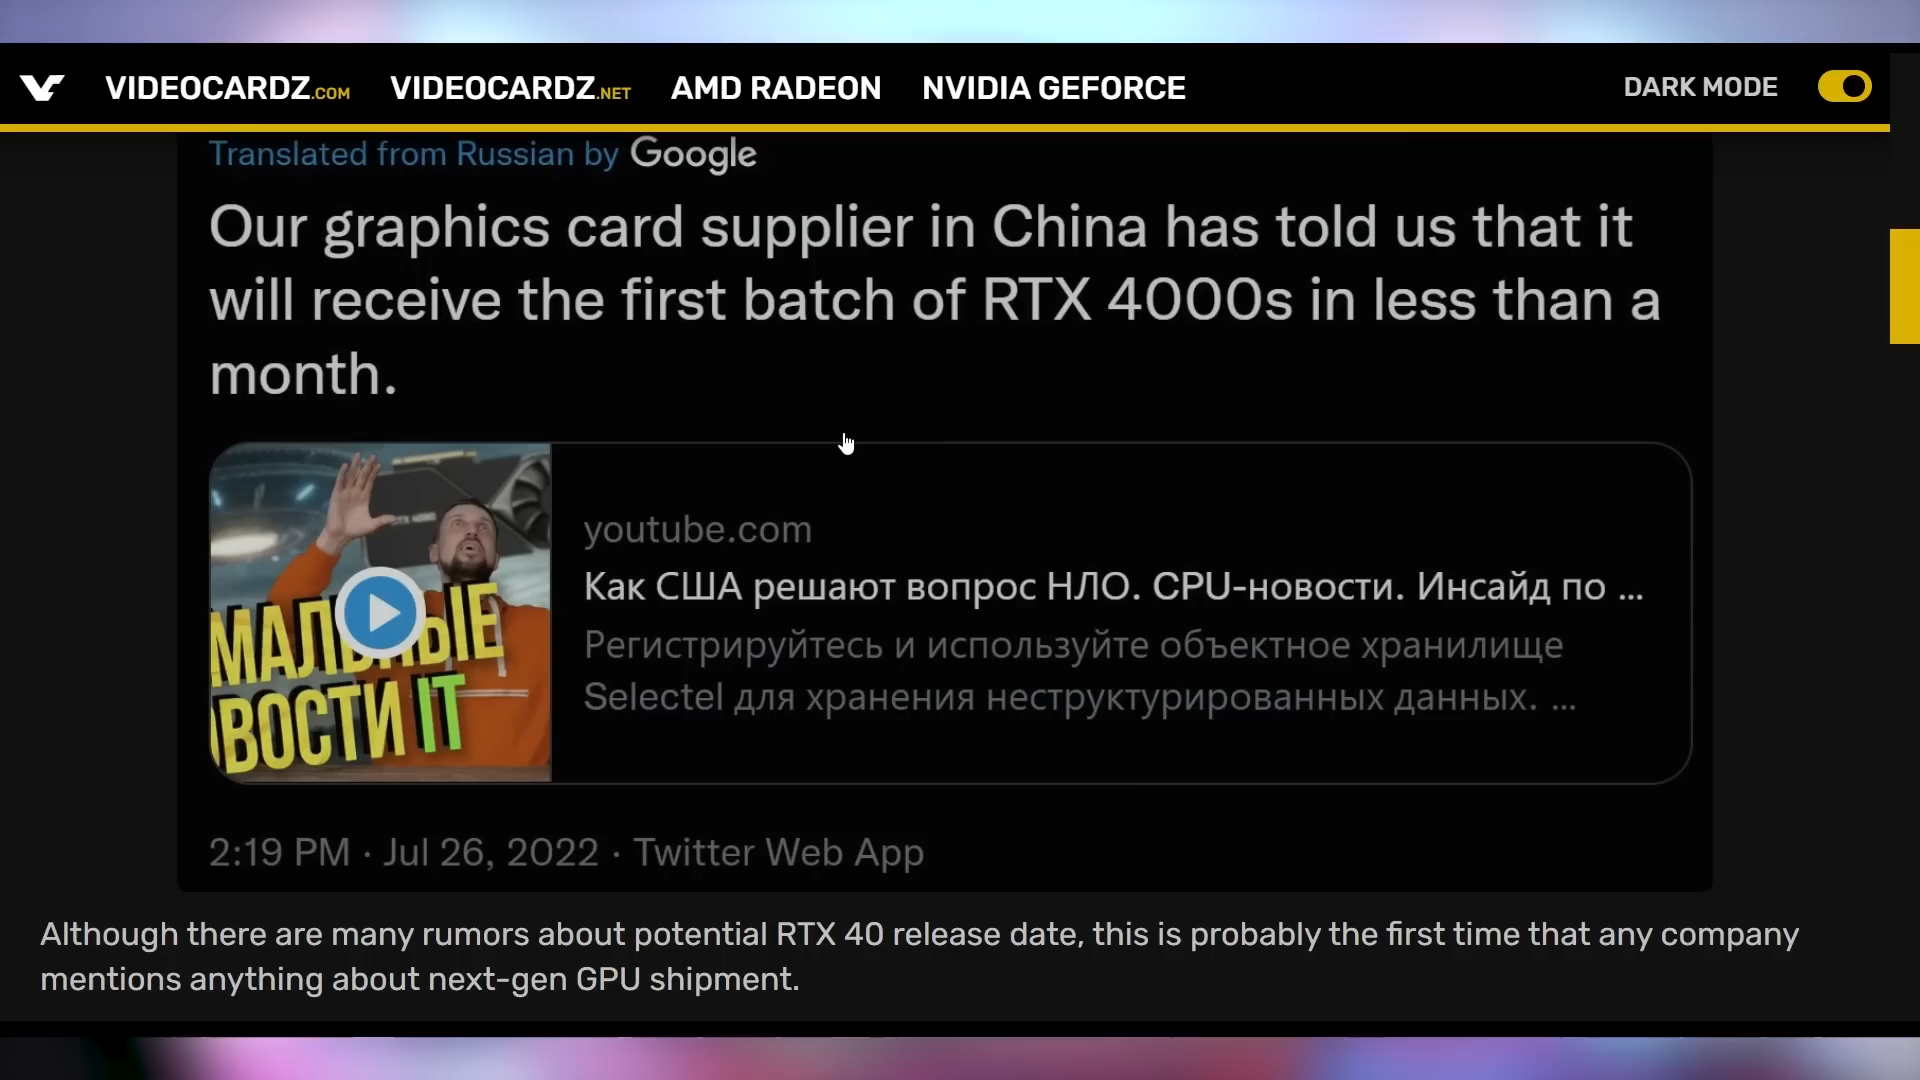 VIDEOCARDZ.COM VIDEOCARDZ.NET AMD RADEON NVIDIA GEFORCE DARK MODE
Translated from Russian by Google
Our graphics card supplier in China has told us that it
will receive the first batch of RTX 4000s in less than a
month.
youtube.com
Как США решают вопрос НЛО. CPU-новости. Инсайд по ...
Регистрируйтесь и используйте объектное хранилище
Selectel для хранения неструктурированных данных. ...
ВОСТИ IT
2:19 PM · Jul 26, 2022 · Twitter Web App
Although there are many rumors about potential RTX 40 release date, this is probably the first time that any company
mentions anything about next-gen GPU shipment.